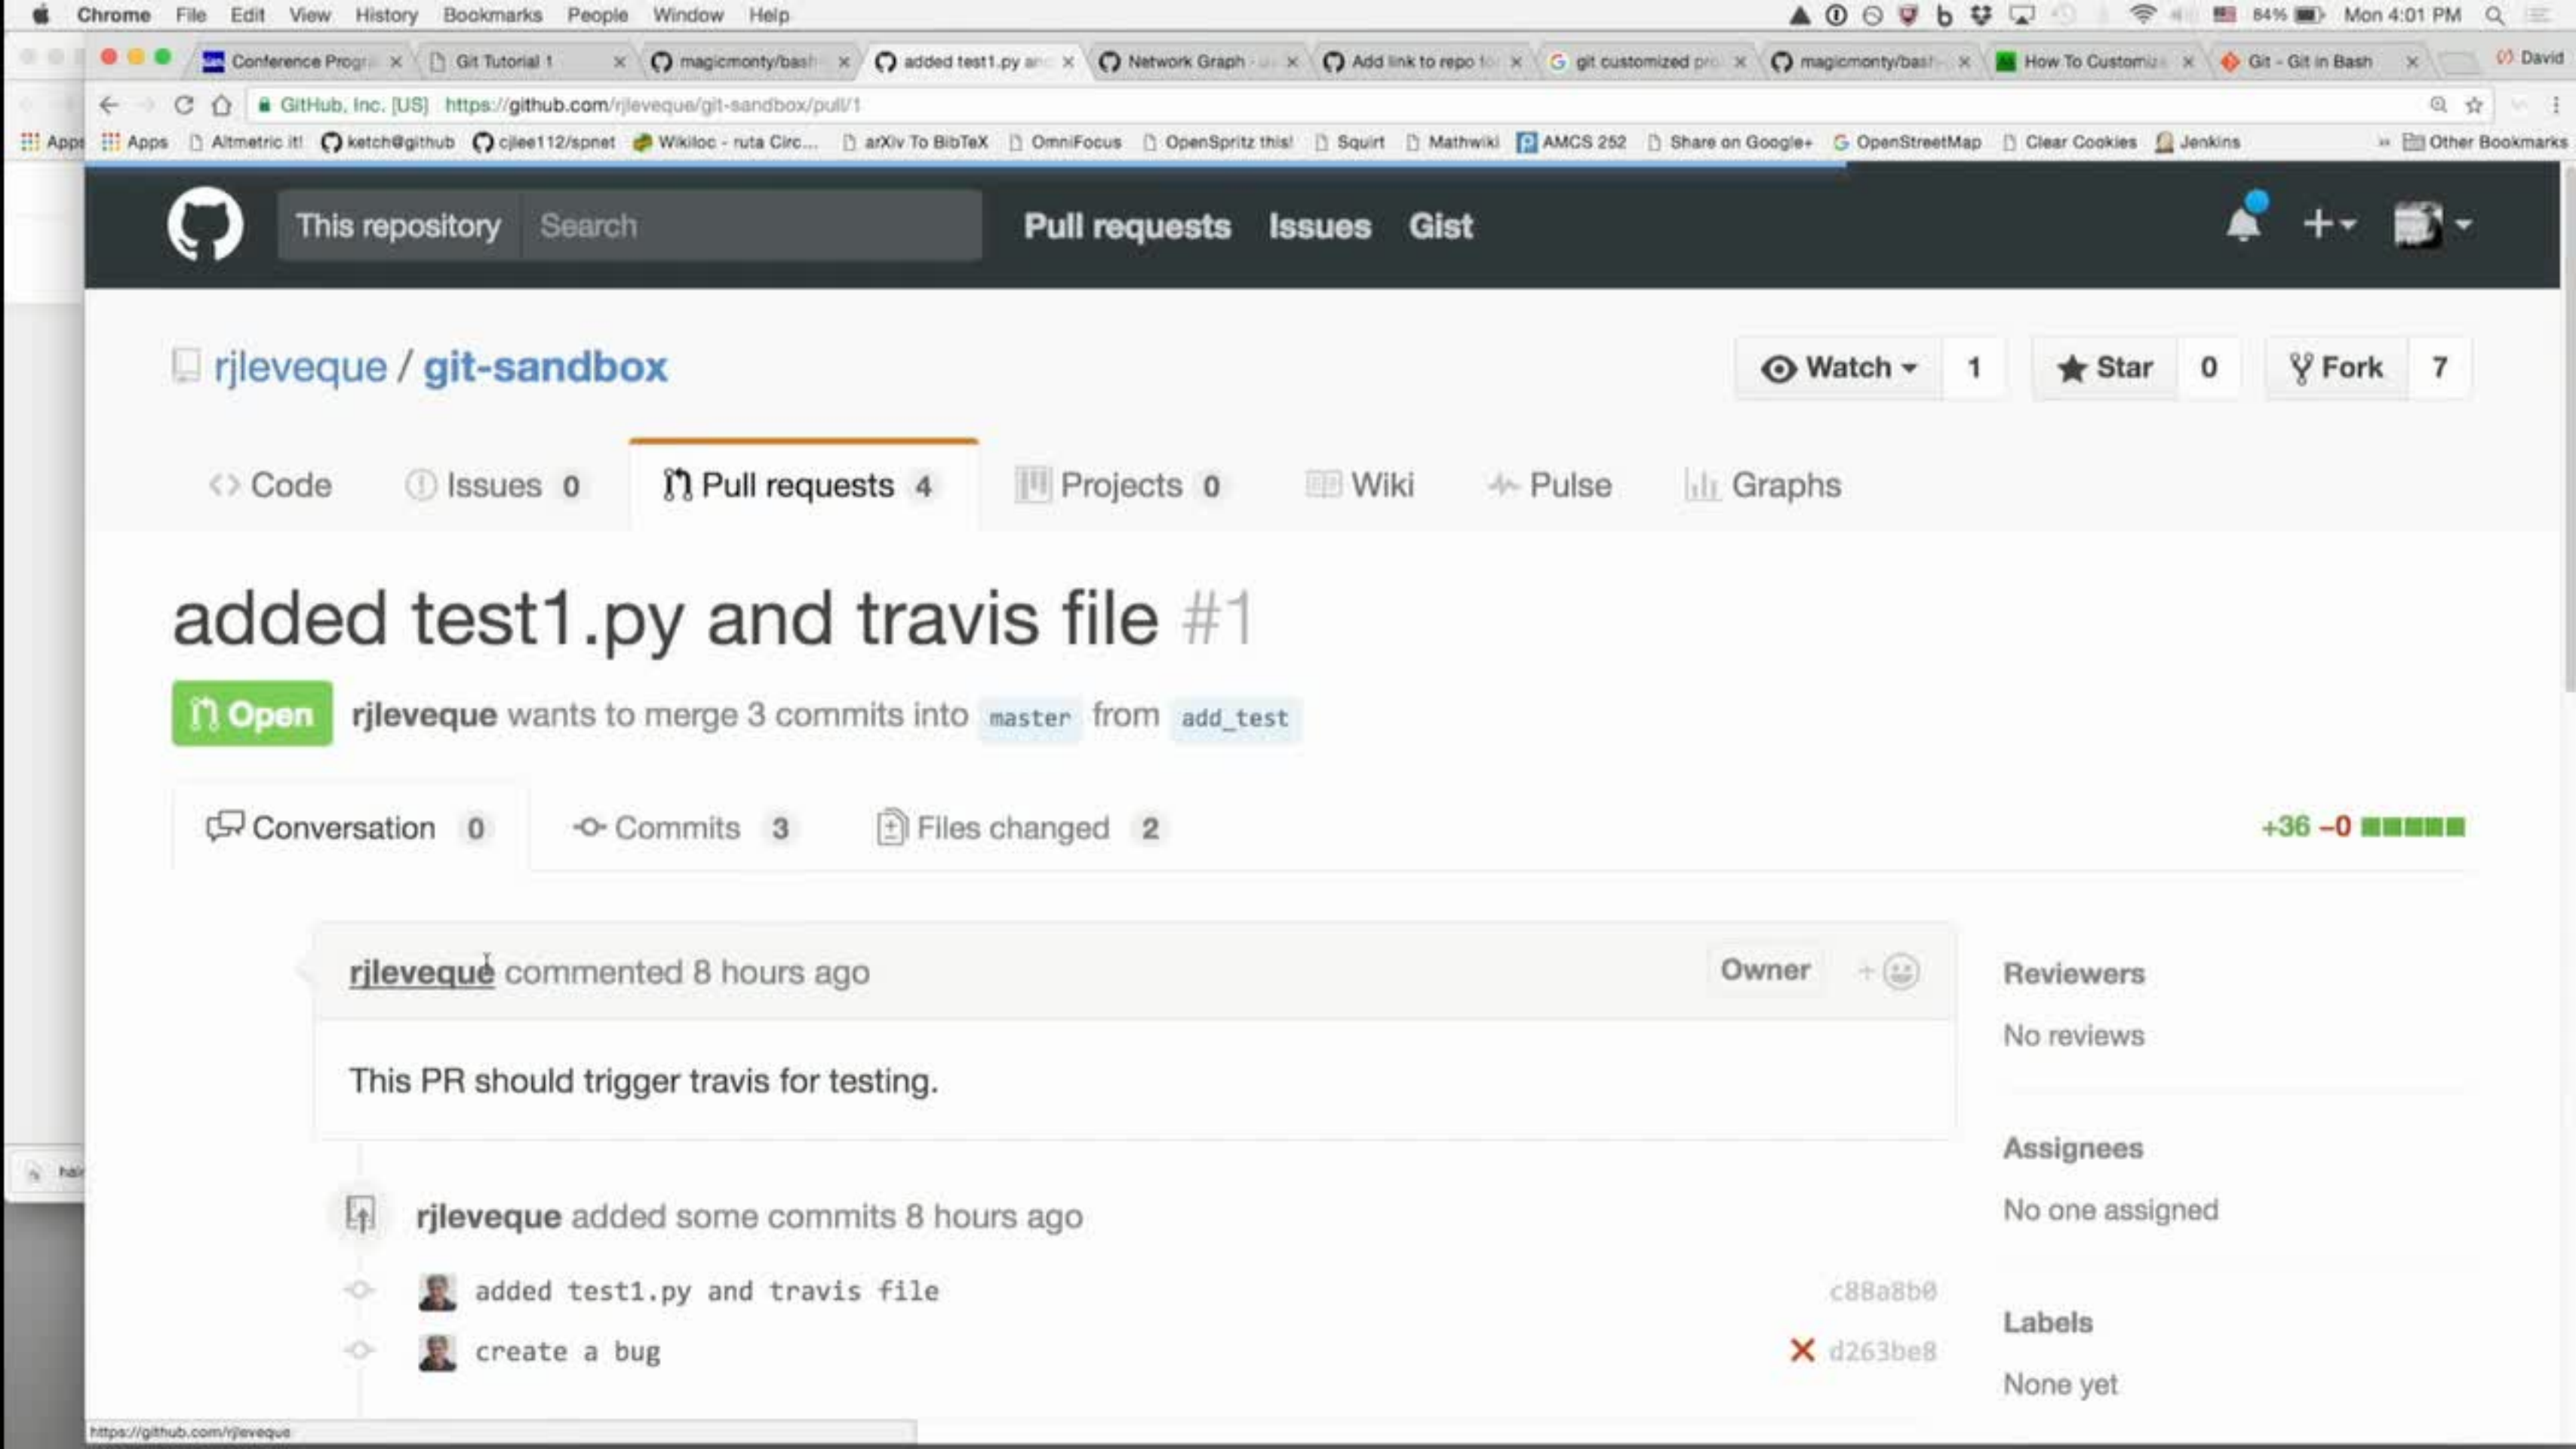 Chrome File Edit View History Bookmarks People Window Help 84% Mon 4:01 PM
Conference Progr Git Tutorial 1 magicmonty/bash added test1.py an Network Graph Add link to repo for git customized pro magicmonty/bash How To Customiz Git - Git in Bash David
GitHub, Inc. [US] https://github.com/rjleveque/git-sandbox/pull/1
Apps Apps Altmetric it! ketch@github cjlee112/spnet Wikiloc - ruta Circ... arXiv To BibTeX OmniFocus OpenSpritz this! Squirt Mathwiki AMCS 252 Share on Google+ OpenStreetMap Clear Cookies Jenkins » Other Bookmarks
This repository Search Pull requests Issues Gist
rjleveque / git-sandbox Watch 1 Star 0 Fork 7
Code Issues 0 Pull requests 4 Projects 0 Wiki Pulse Graphs
added test1.py and travis file #1
Open rjleveque wants to merge 3 commits into master from add_test
Conversation 0 Commits 3 Files changed 2 +36 −0
rjleveque commented 8 hours ago Owner +
Reviewers
No reviews
This PR should trigger travis for testing.
Assignees
No one assigned
rjleveque added some commits 8 hours ago
added test1.py and travis file c88a8b0
create a bug d263be8
Labels
None yet
https://github.com/rjleveque